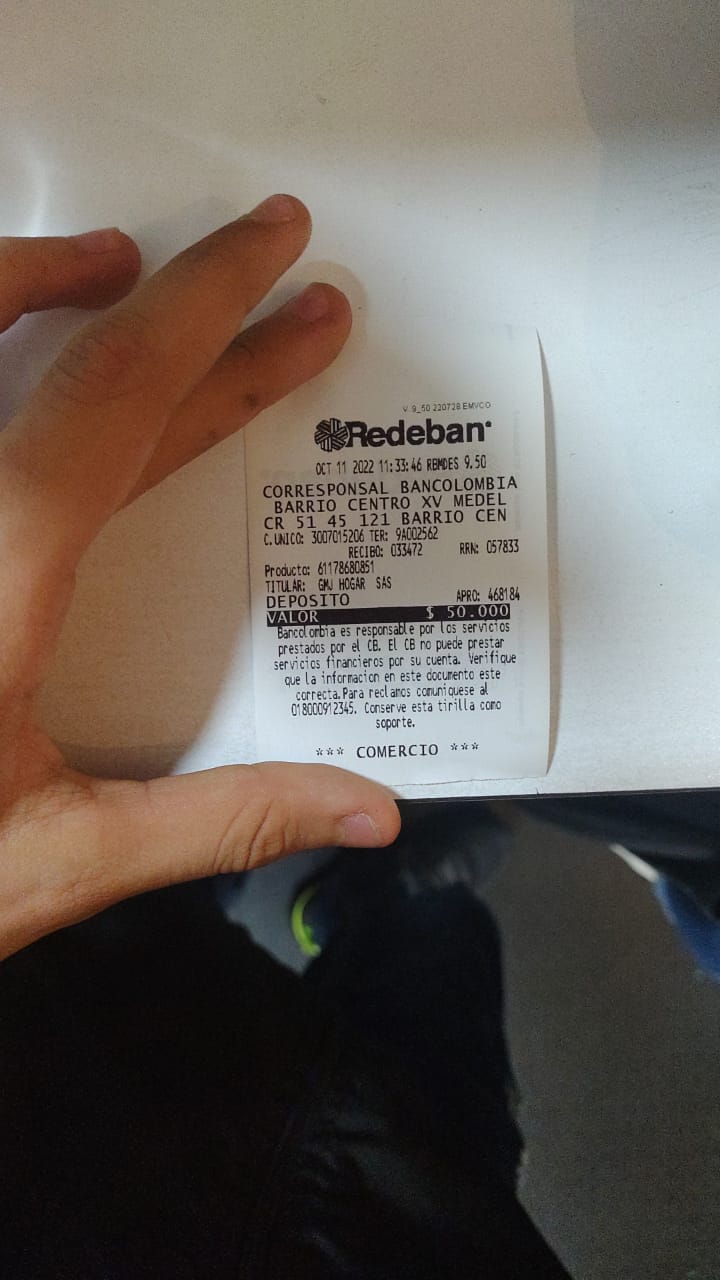 V. 9_50 220728 EMVCO
Redeban
OCT 11 2022 11:33:46 RBMDES 9.50
CORRESPONSAL BANCOLOMBIA
BARRIO CENTRO XV MEDEL
CR 51 45 121 BARRIO CEN
C.UNICO: 3007015206 TER: 9A002562
RECIBO: 033472 RRN: 057833
Producto: 61178680851
TITULAR: GMJ HOGAR SAS
DEPOSITO APRO: 468184
VALOR $ 50.000
Bancolombia es responsable por los servicios
prestados por el CB. El CB no puede prestar
servicios financieros por su cuenta. Verifique
que la informacion en este documento este
correcta.Para reclamos comuniquese al
018000912345. Conserve esta tirilla como
soporte.
*** COMERCIO ***